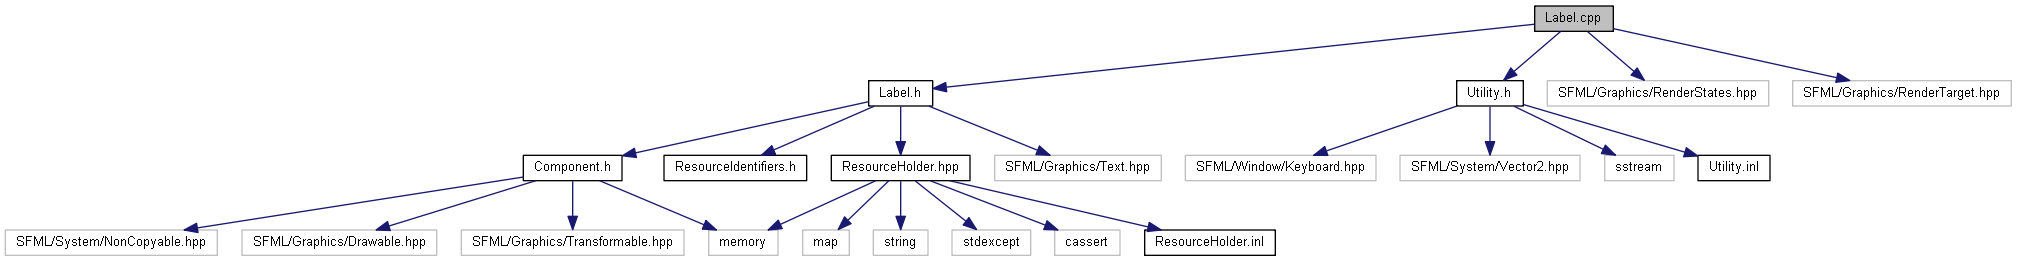 Label.cpp
Label.h
Utility.h
SFML/Graphics/RenderStates.hpp
SFML/Graphics/RenderTarget.hpp
Component.h
ResourceIdentifiers.h
ResourceHolder.hpp
SFML/Graphics/Text.hpp
SFML/Window/Keyboard.hpp
SFML/System/Vector2.hpp
sstream
Utility.inl
SFML/System/NonCopyable.hpp
SFML/Graphics/Drawable.hpp
SFML/Graphics/Transformable.hpp
memory
map
string
stdexcept
cassert
ResourceHolder.inl